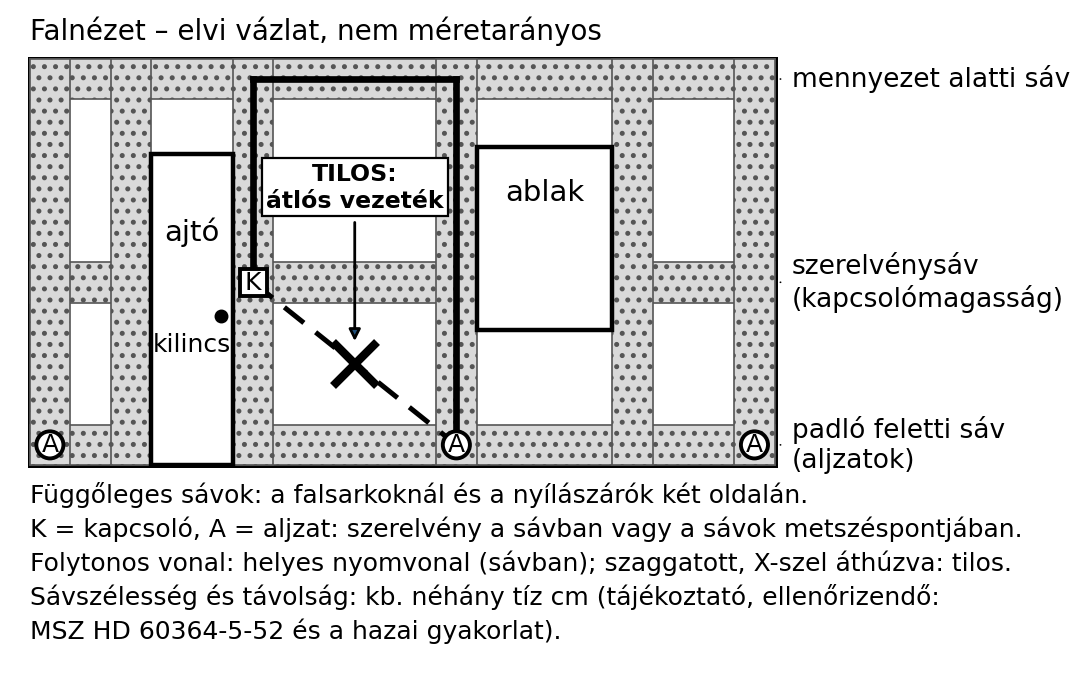 Falnézet – elvi vázlat, nem méretarányos
mennyezet alatti sáv
TILOS:
átlós vezeték
ajtó
ablak
K
szerelvénysáv
(kapcsolómagasság)
kilincs
A
A
A
padló feletti sáv
(aljzatok)
Függőleges sávok: a falsarkoknál és a nyílászárók két oldalán.
K = kapcsoló, A = aljzat: szerelvény a sávban vagy a sávok metszéspontjában.
Folytonos vonal: helyes nyomvonal (sávban); szaggatott, X-szel áthúzva: tilos.
Sávszélesség és távolság: kb. néhány tíz cm (tájékoztató, ellenőrizendő:
MSZ HD 60364-5-52 és a hazai gyakorlat).